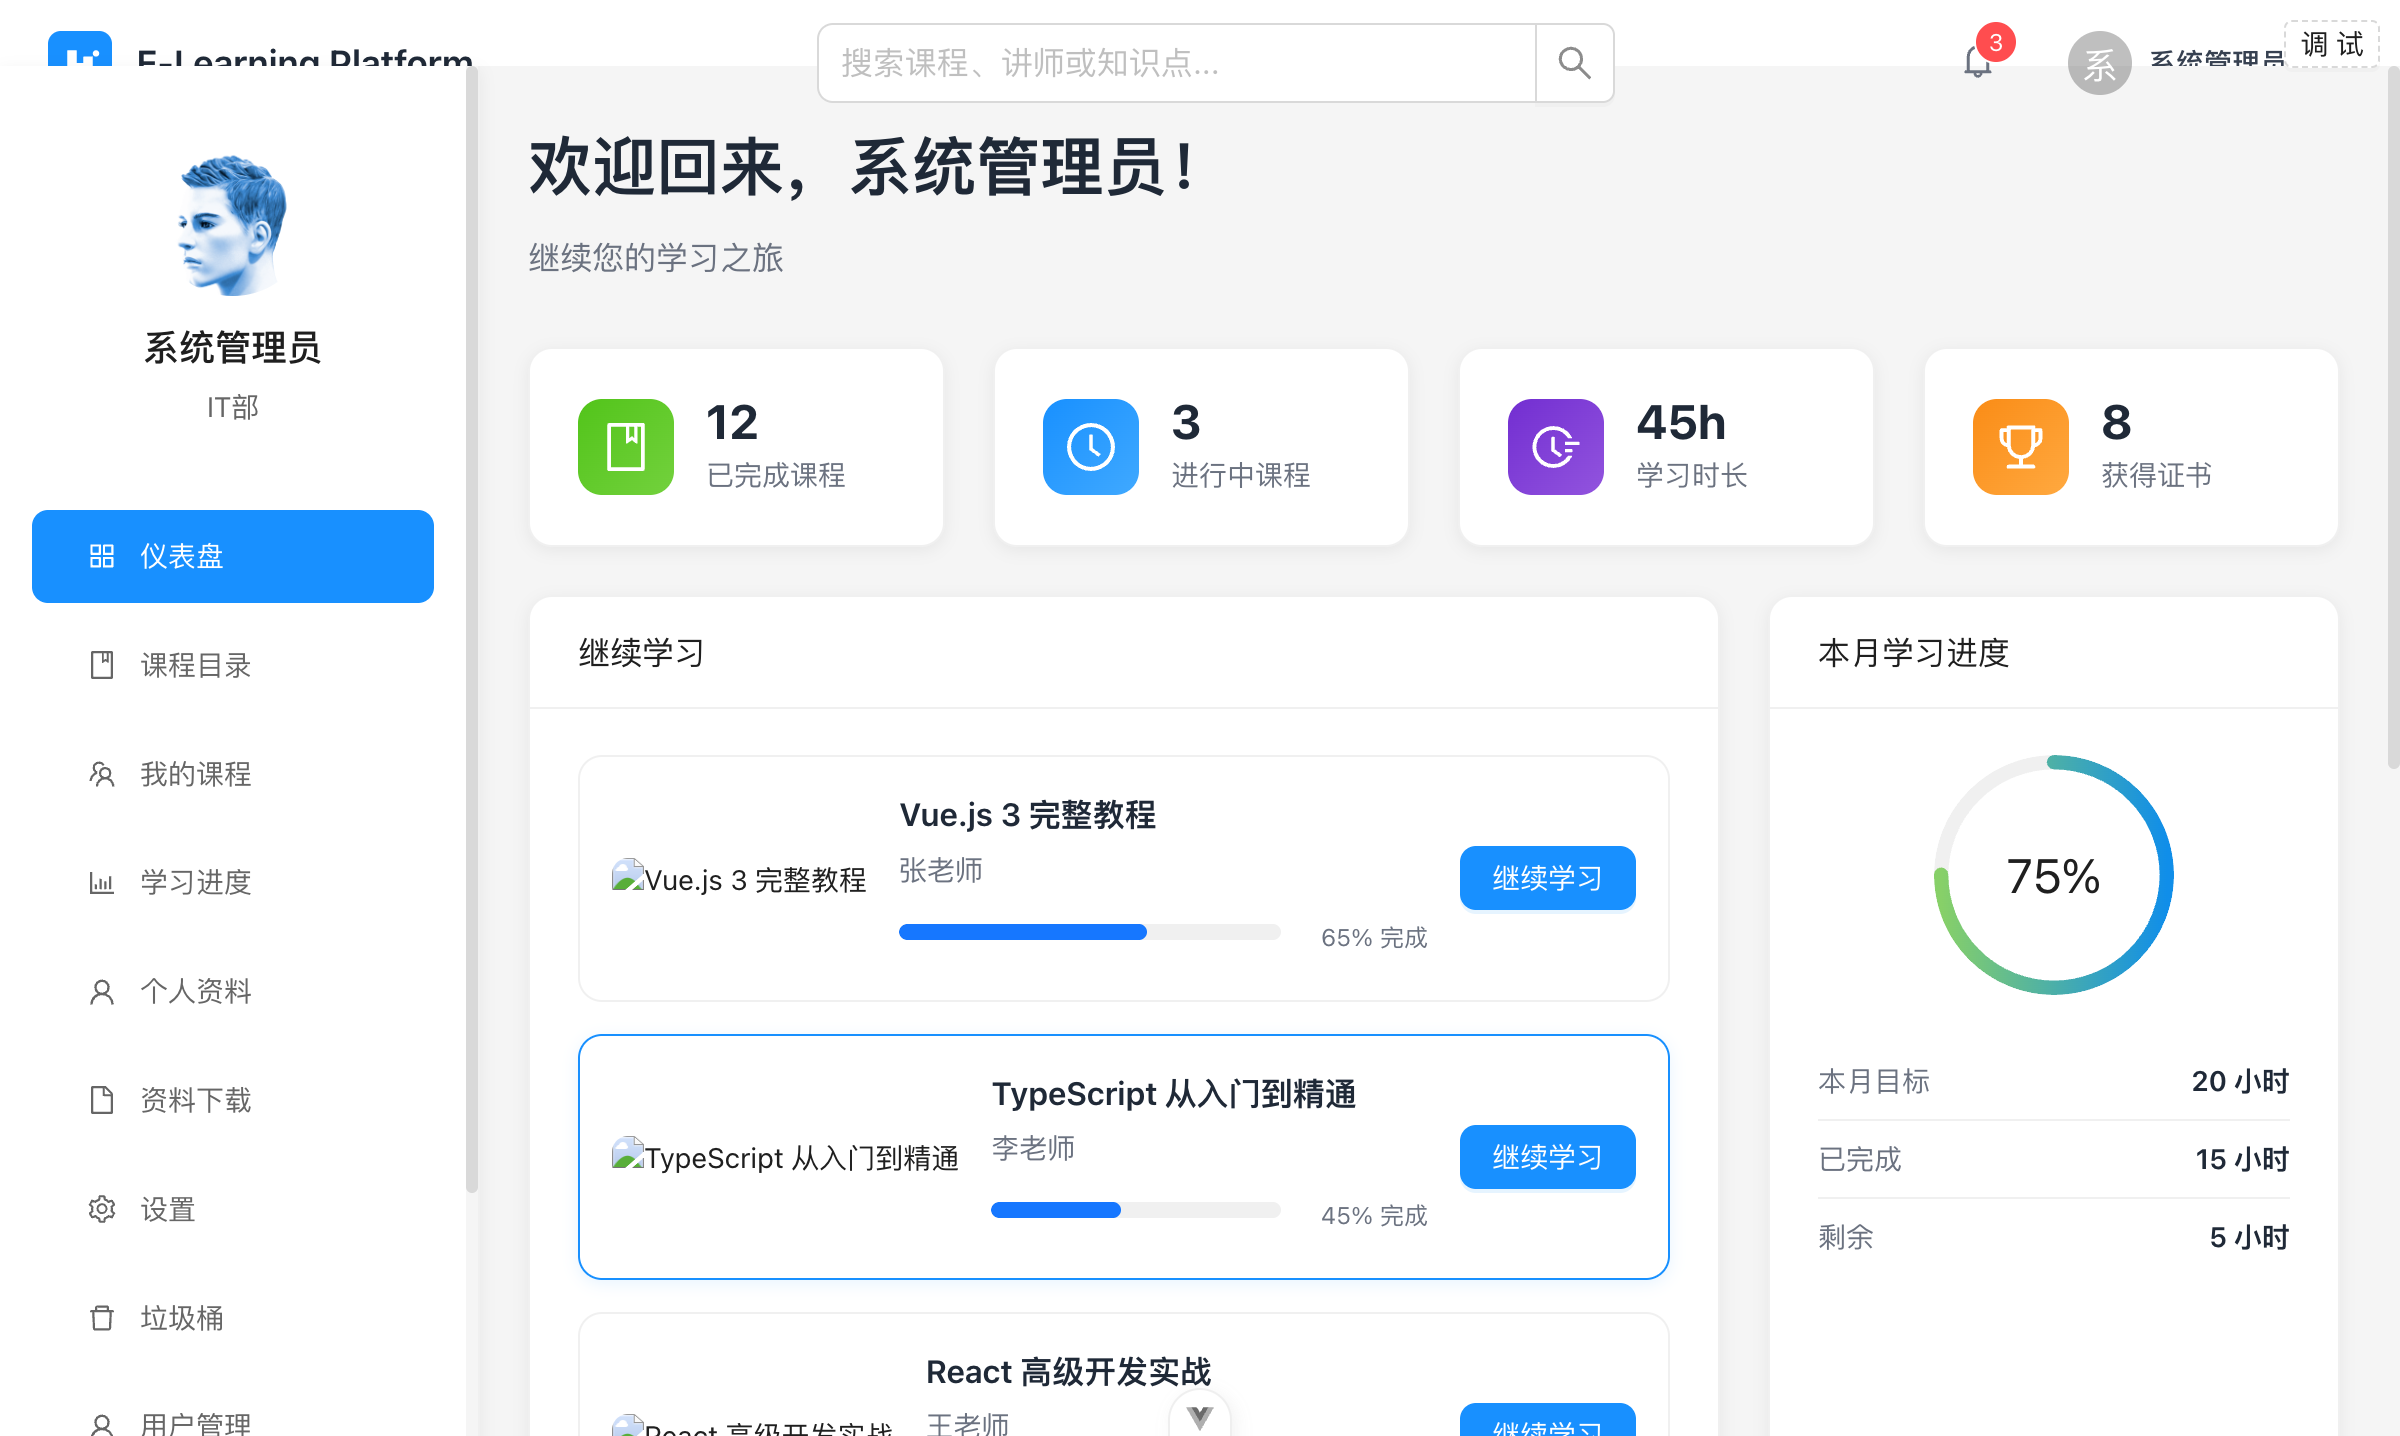 E-Learning Platform
搜索课程、讲师或知识点...
3
系
系统管理员
调 试
系统管理员
IT部
仪表盘
课程目录
我的课程
学习进度
个人资料
资料下载
设置
垃圾桶
用户管理
欢迎回来，系统管理员！
继续您的学习之旅
12
已完成课程
3
进行中课程
45h
学习时长
8
获得证书
继续学习
Vue.js 3 完整教程
Vue.js 3 完整教程
张老师
65% 完成
继续学习
TypeScript 从入门到精通
TypeScript 从入门到精通
李老师
45% 完成
继续学习
React 高级开发实战
React 高级开发实战
王老师
继续学习
本月学习进度
75%
本月目标
20 小时
已完成
15 小时
剩余
5 小时